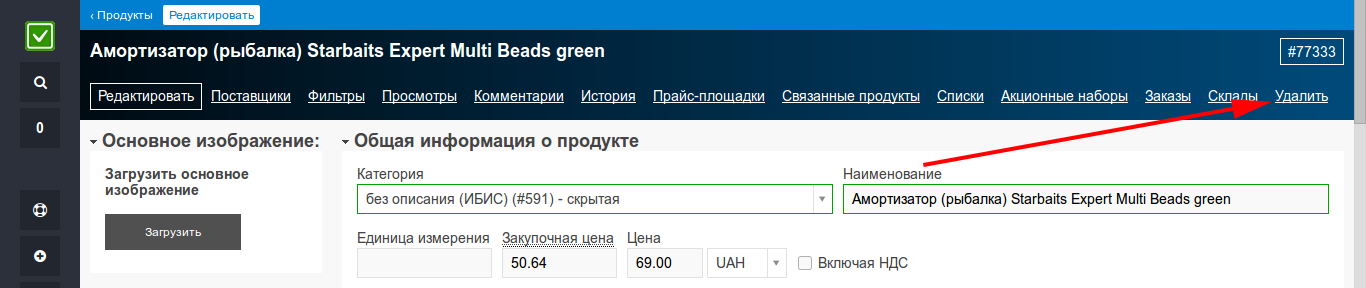 ‹ Продукты Редактировать
Амортизатор (рыбалка) Starbaits Expert Multi Beads green #77333
Редактировать Поставщики Фильтры Просмотры Комментарии История Прайс-площадки Связанные продукты Списки Акционные наборы Заказы Склады Удалить
0
Основное изображение: Общая информация о продукте
Загрузить основное
изображение
Загрузить
Категория Наименование
без описания (ИБИС) (#591) - скрытая Амортизатор (рыбалка) Starbaits Expert Multi Beads green
Единица измерения Закупочная цена Цена
50.64 69.00 UAH Включая НДС